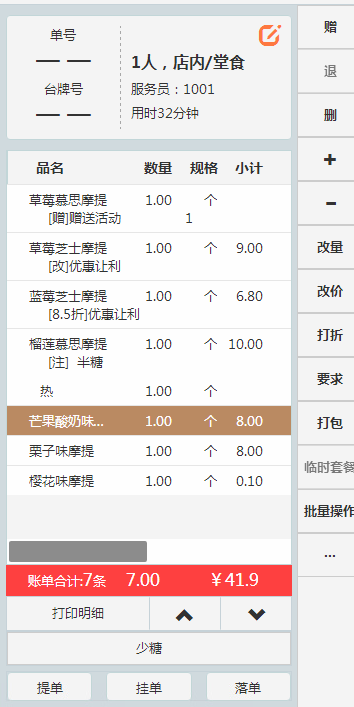 单号
— —
台牌号
— —
1人，店内/堂食
服务员：1001
用时32分钟
品名 数量 规格 小计
草莓慕思摩提 1.00 个
[赠]赠送活动 1
草莓芝士摩提 1.00 个 9.00
[改]优惠让利
蓝莓芝士摩提 1.00 个 6.80
[8.5折]优惠让利
榴莲慕思摩提 1.00 个 10.00
[注] 半糖
热 1.00 个
芒果酸奶味... 1.00 个 8.00
栗子味摩提 1.00 个 8.00
樱花味摩提 1.00 个 0.10
账单合计:7条 7.00 ￥41.9
打印明细
少糖
提单 挂单 落单
赠
退
删
+
-
改量
改价
打折
要求
打包
临时套餐
批量操作
...